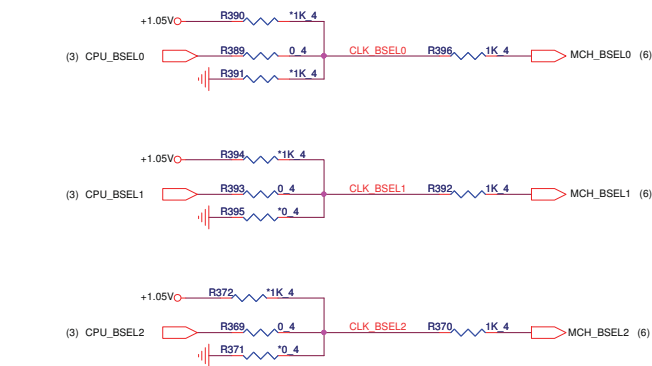 R390 *1K_4
+1.05V
(3) CPU_BSEL0 R389 0_4 CLK_BSEL0 R396 1K_4 MCH_BSEL0 (6)
R391 *1K_4
R394 *1K_4
+1.05V
(3) CPU_BSEL1 R393 0_4 CLK_BSEL1 R392 1K_4 MCH_BSEL1 (6)
R395 *0_4
R372 *1K_4
+1.05V
(3) CPU_BSEL2 R369 0_4 CLK_BSEL2 R370 1K_4 MCH_BSEL2 (6)
R371 *0_4